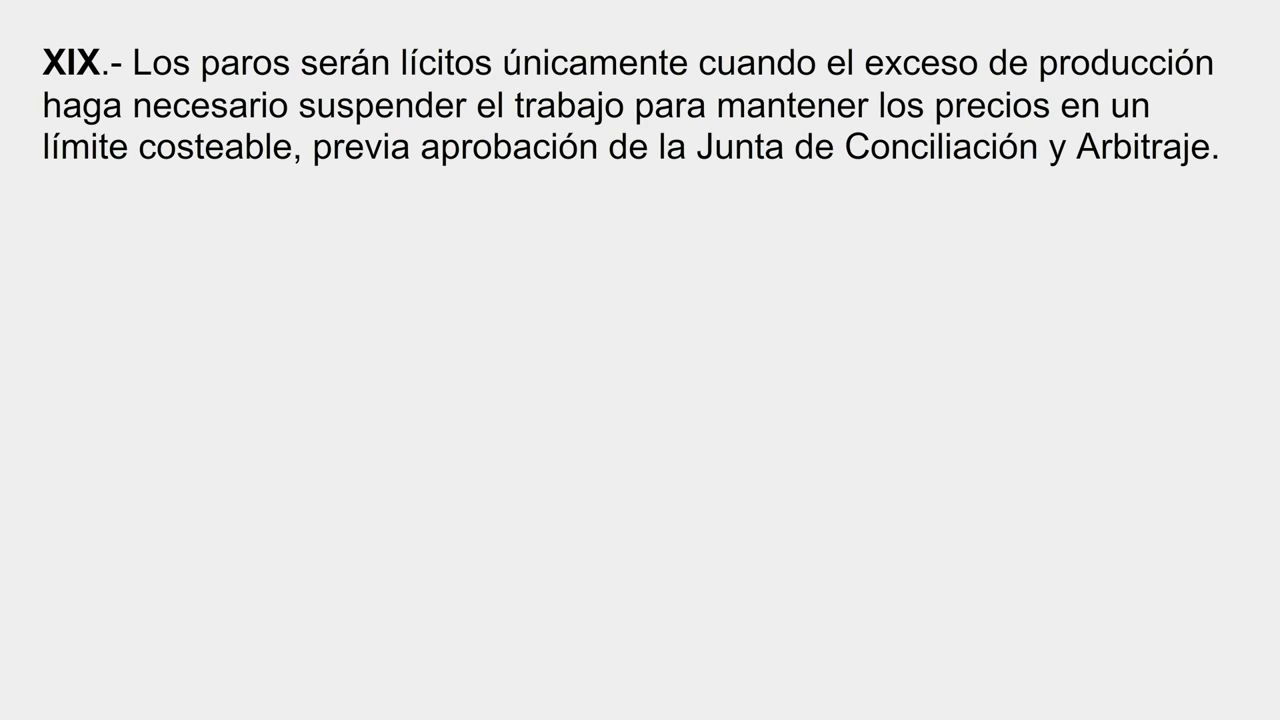 XIX.- Los paros serán lícitos únicamente cuando el exceso de producción
haga necesario suspender el trabajo para mantener los precios en un
límite costeable, previa aprobación de la Junta de Conciliación y Arbitraje.